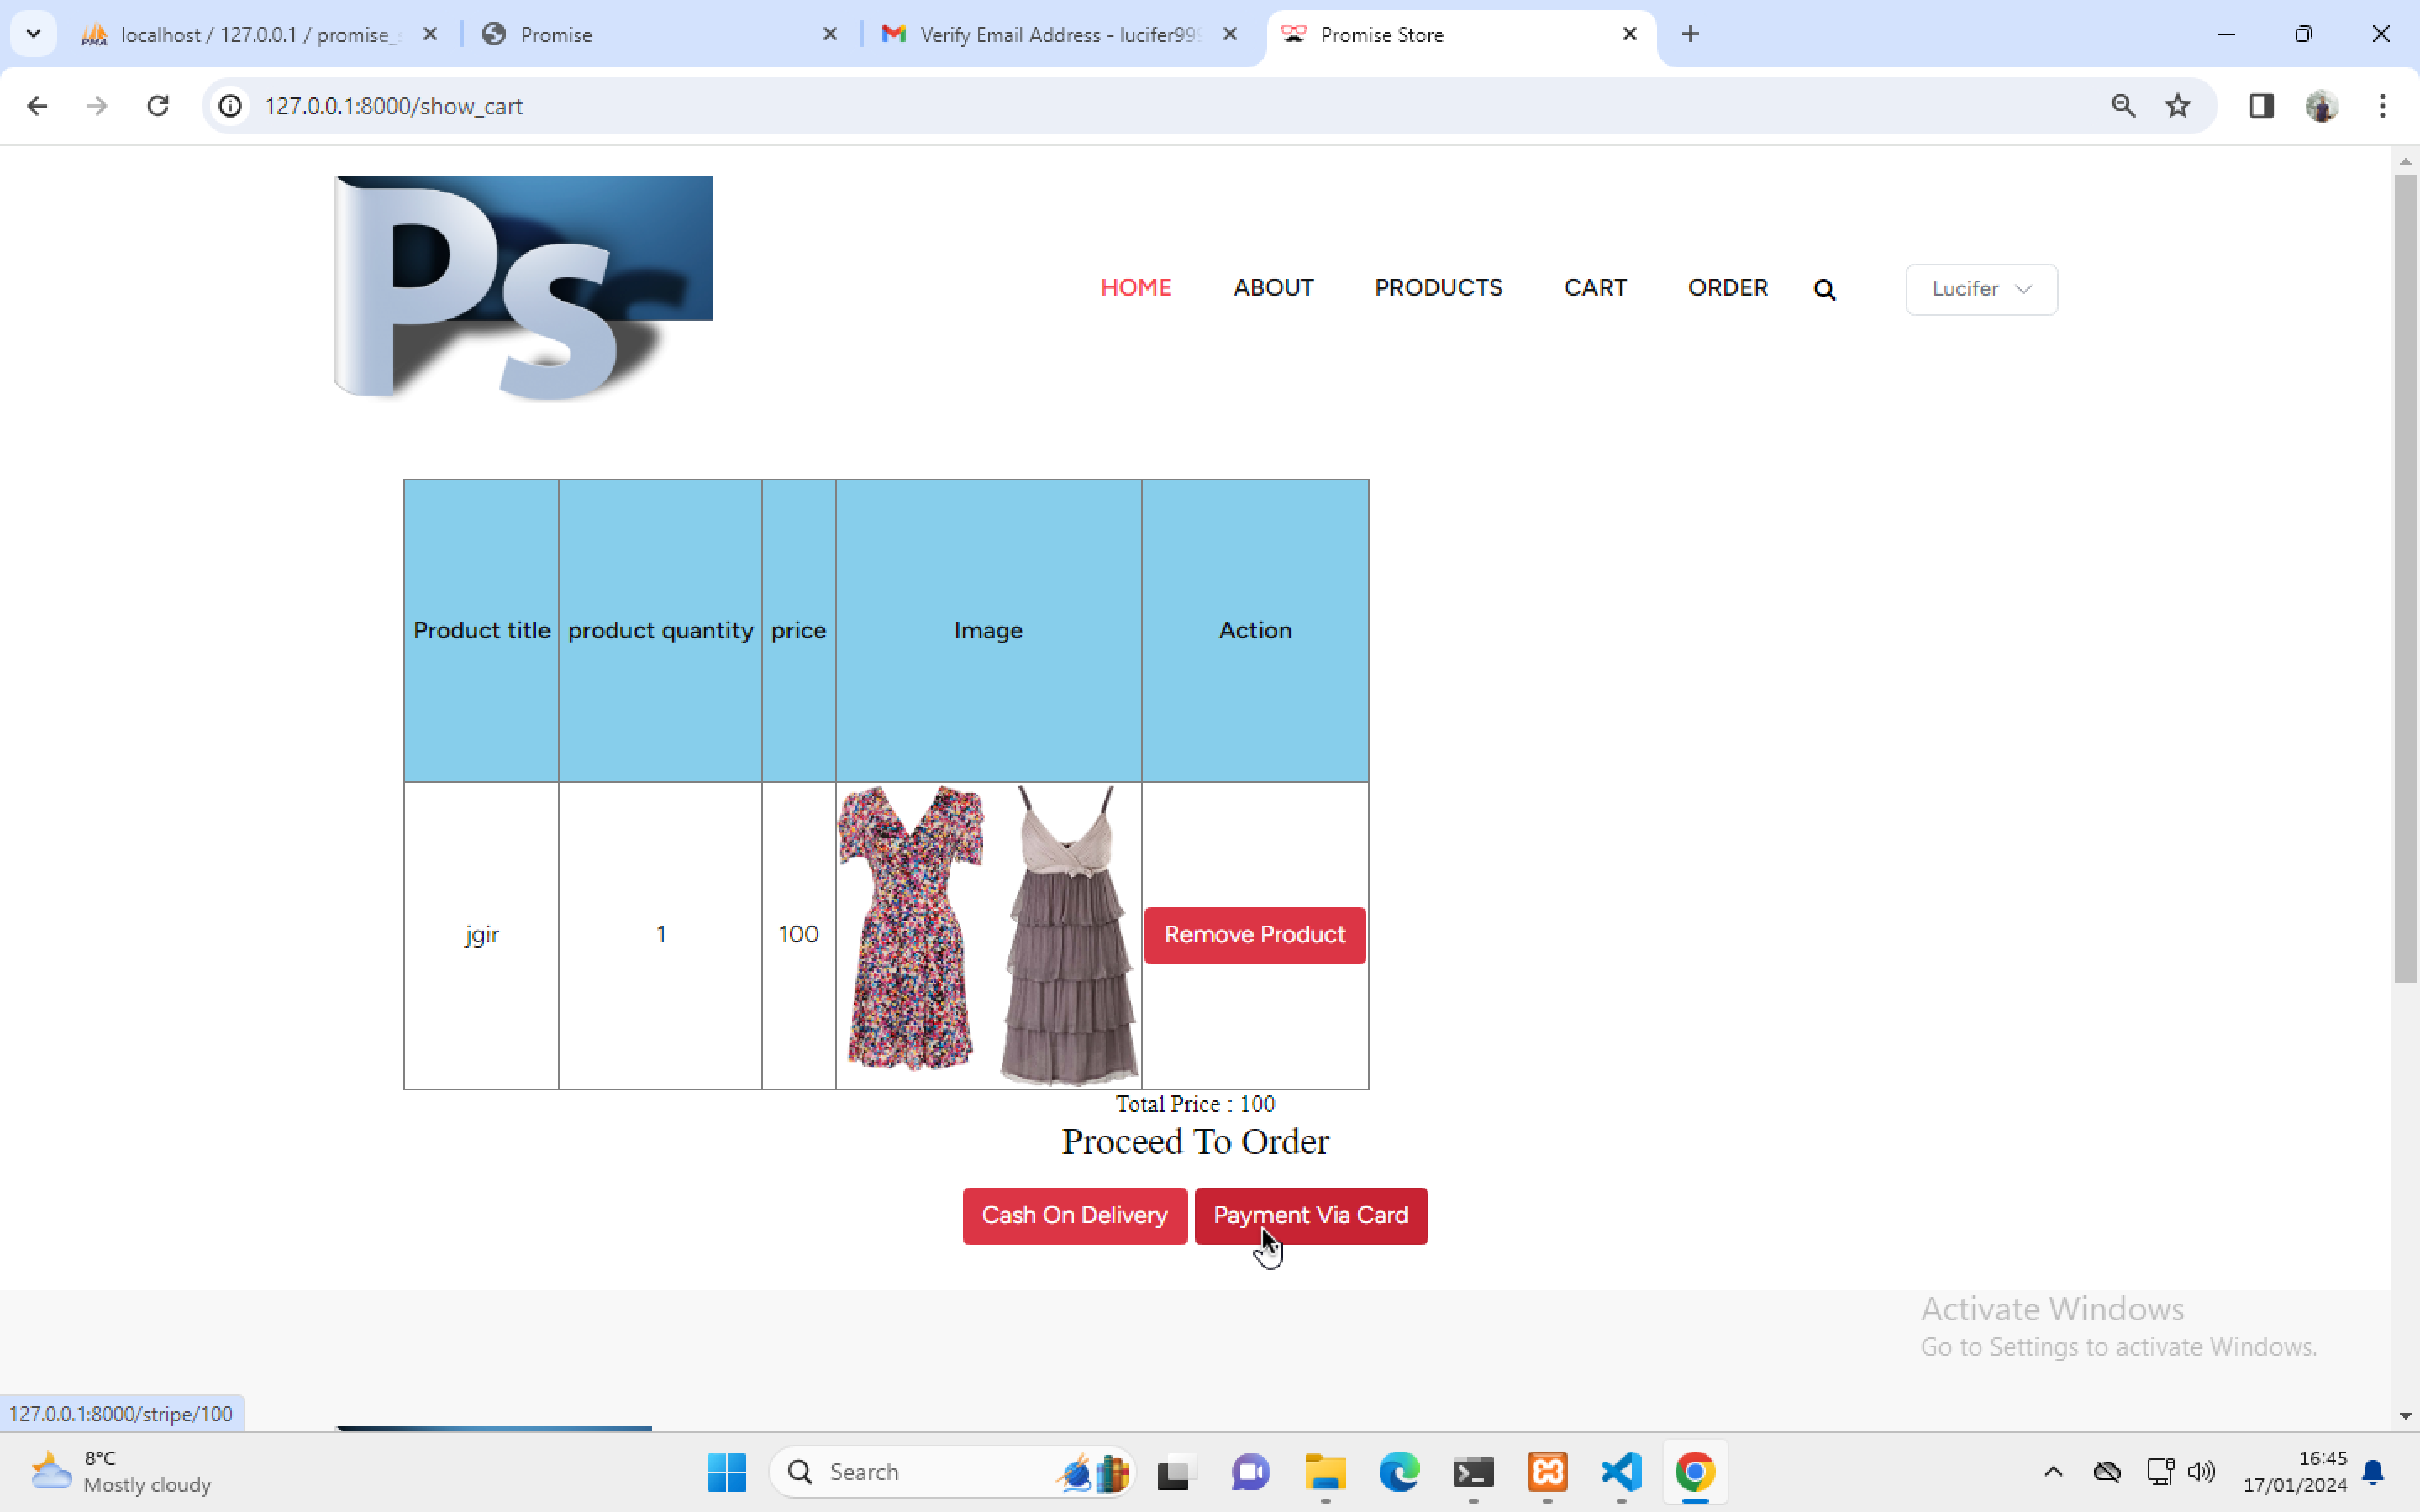 localhost / 127.0.0.1 / promise_s
Promise
Verify Email Address - lucifer999
Promise Store
127.0.0.1:8000/show_cart
Ps
HOME
ABOUT
PRODUCTS
CART
ORDER
Lucifer
Product title
product quantity
price
Image
Action
jgir
1
100
Remove Product
Total Price : 100
Proceed To Order
Cash On Delivery
Payment Via Card
Activate Windows
Go to Settings to activate Windows.
127.0.0.1:8000/stripe/100
8°C
Mostly cloudy
Search
16:45
17/01/2024